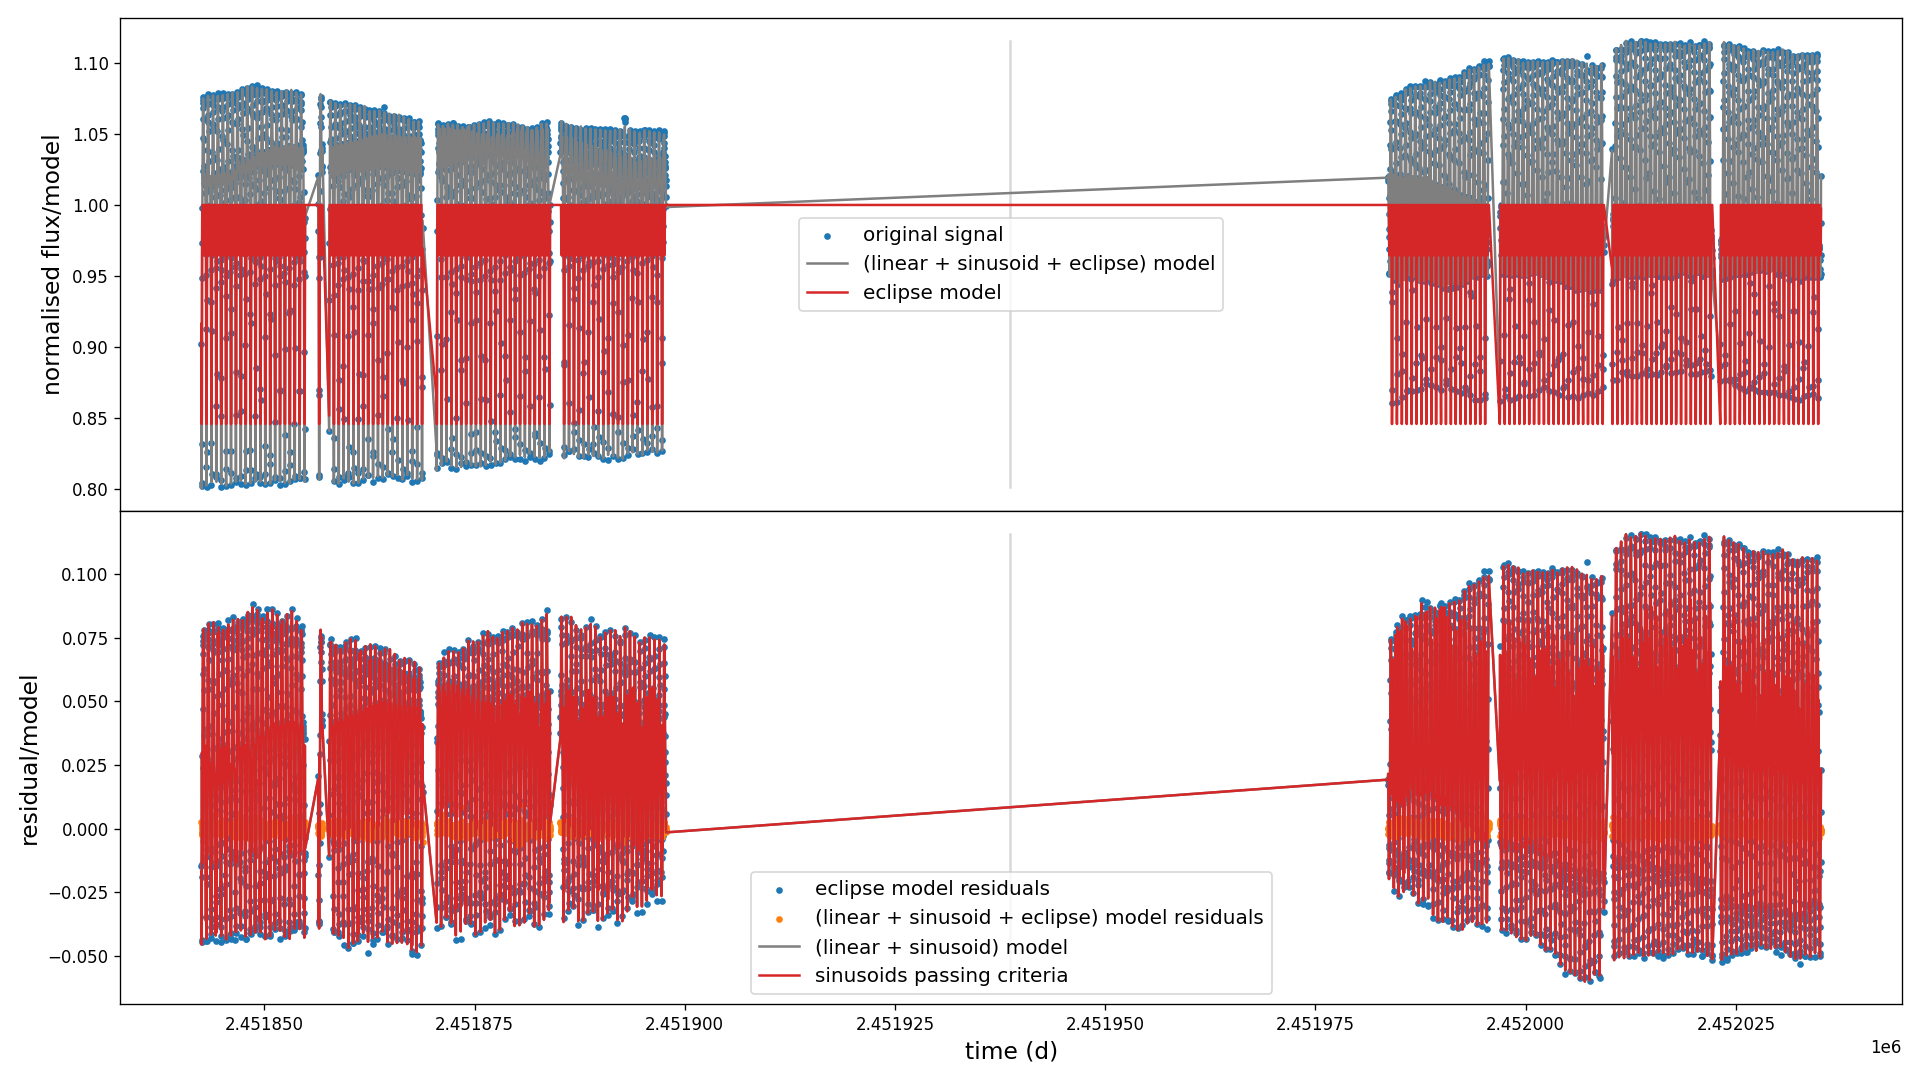 normalised flux/model
1.10
1.05
1.00
0.95
0.90
0.85
0.80
original signal
(linear + sinusoid + eclipse) model
eclipse model
residual/model
0.100
0.075
0.050
0.025
0.000
−0.025
−0.050
eclipse model residuals
(linear + sinusoid + eclipse) model residuals
(linear + sinusoid) model
sinusoids passing criteria
2.451850 2.451875 2.451900 2.451925 2.451950 2.451975 2.452000 2.452025
time (d)
1e6